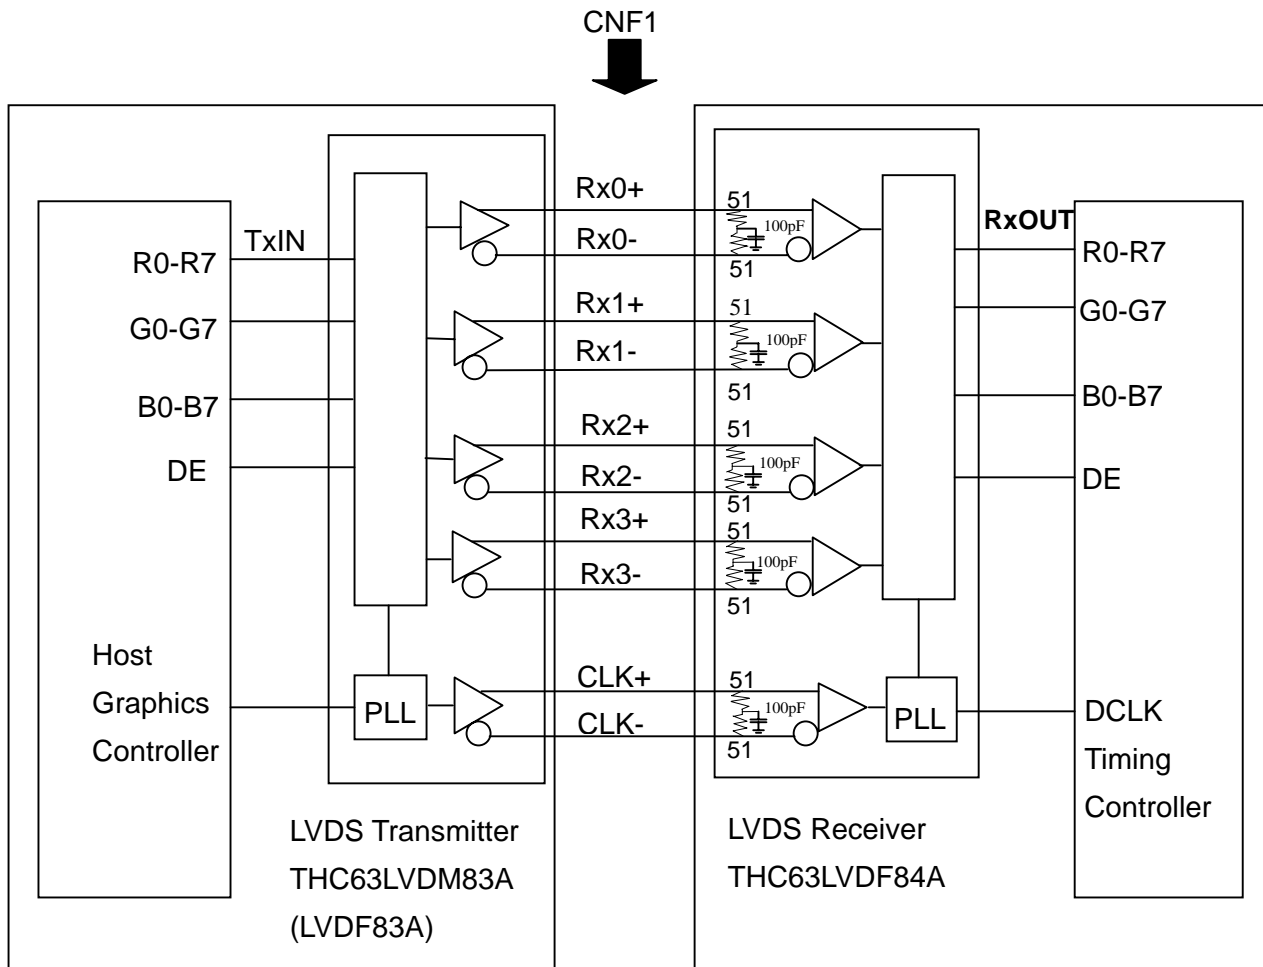 CNF1
Rx0+
51
100pF
RxOUT
TxIN
Rx0-
51
R0-R7
R0-R7
Rx1+
51
G0-G7
100pF
G0-G7
Rx1-
51
B0-B7
B0-B7
Rx2+
51
100pF
DE
Rx2-
51
DE
Rx3+
51
100pF
Rx3-
51
Host
Graphics
Controller
PLL
CLK+
51
100pF
CLK-
51
PLL
DCLK
Timing
Controller
LVDS Transmitter
THC63LVDM83A
(LVDF83A)
LVDS Receiver
THC63LVDF84A